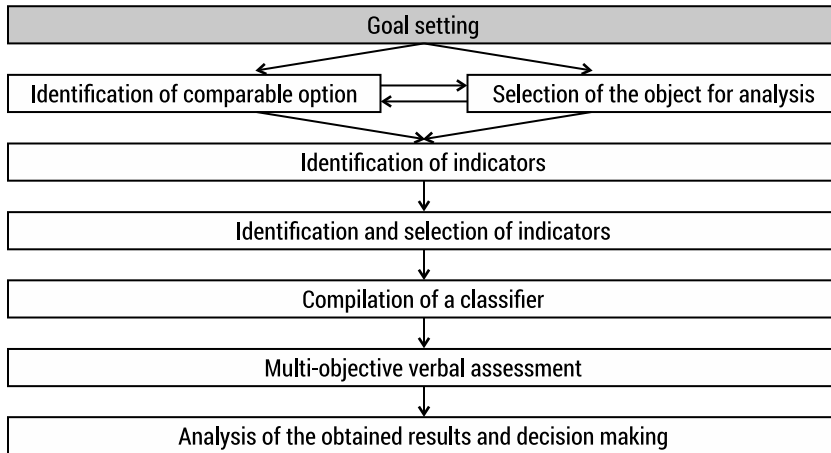 Goal setting
Identification of comparable option
Selection of the object for analysis
Identification of indicators
Identification and selection of indicators
Compilation of a classifier
Multi-objective verbal assessment
Analysis of the obtained results and decision making